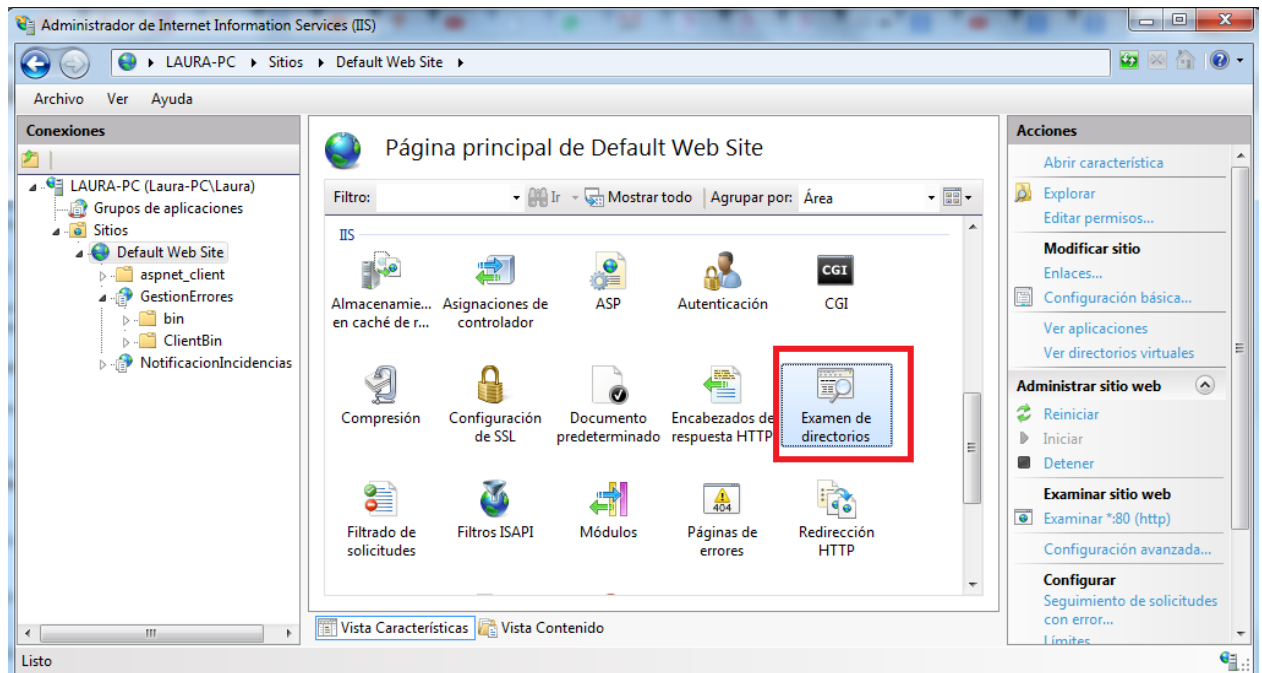 Administrador de Internet Information Services (IIS)
LAURA-PC
Sitios
Default Web Site
Archivo Ver Ayuda
Conexiones
LAURA-PC (Laura-PC\Laura)
Grupos de aplicaciones
Sitios
Default Web Site
aspnet_client
GestionErrores
bin
ClientBin
NotificacionIncidencias
Página principal de Default Web Site
Filtro: Ir Mostrar todo Agrupar por: Área
IIS
Almacenamie...
en caché de r...
Asignaciones de
controlador
ASP
Autenticación
CGI
CGI
Compresión
Configuración
de SSL
Documento
predeterminado
Encabezados de
respuesta HTTP
Examen de
directorios
Filtrado de
solicitudes
Filtros ISAPI
Módulos
404
Páginas de
errores
Redirección
HTTP
Vista Características Vista Contenido
Acciones
Abrir característica
Explorar
Editar permisos...
Modificar sitio
Enlaces...
Configuración básica...
Ver aplicaciones
Ver directorios virtuales
Administrar sitio web
Reiniciar
Iniciar
Detener
Examinar sitio web
Examinar *:80 (http)
Configuración avanzada...
Configurar
Seguimiento de solicitudes
con error...
Límites
Listo